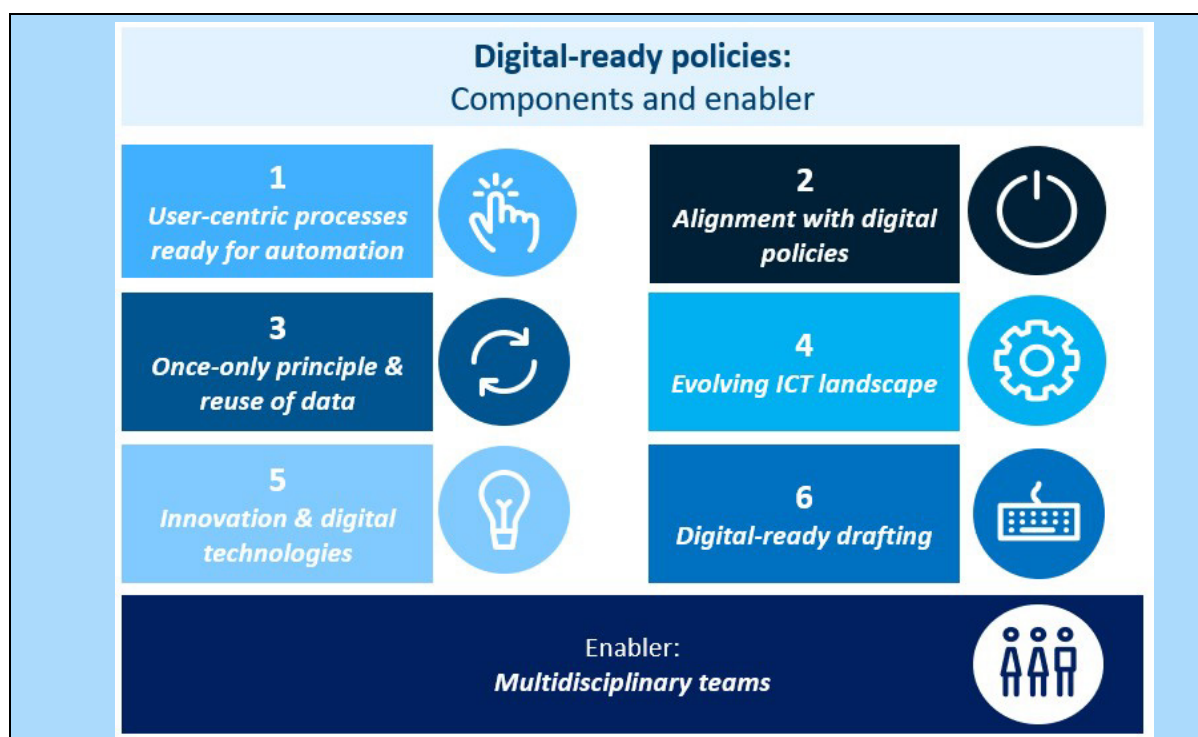 Digital-ready policies:
Components and enabler
1
User-centric processes
ready for automation
2
Alignment with digital
policies
3
Once-only principle &
reuse of data
4
Evolving ICT landscape
5
Innovation & digital
technologies
6
Digital-ready drafting
Enabler:
Multidisciplinary teams